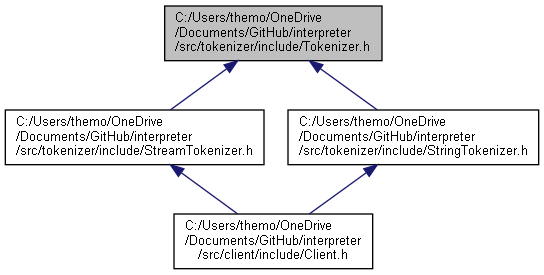 C:/Users/themo/OneDrive
/Documents/GitHub/interpreter
/src/tokenizer/include/Tokenizer.h
C:/Users/themo/OneDrive
/Documents/GitHub/interpreter
/src/tokenizer/include/StreamTokenizer.h
C:/Users/themo/OneDrive
/Documents/GitHub/interpreter
/src/tokenizer/include/StringTokenizer.h
C:/Users/themo/OneDrive
/Documents/GitHub/interpreter
/src/client/include/Client.h